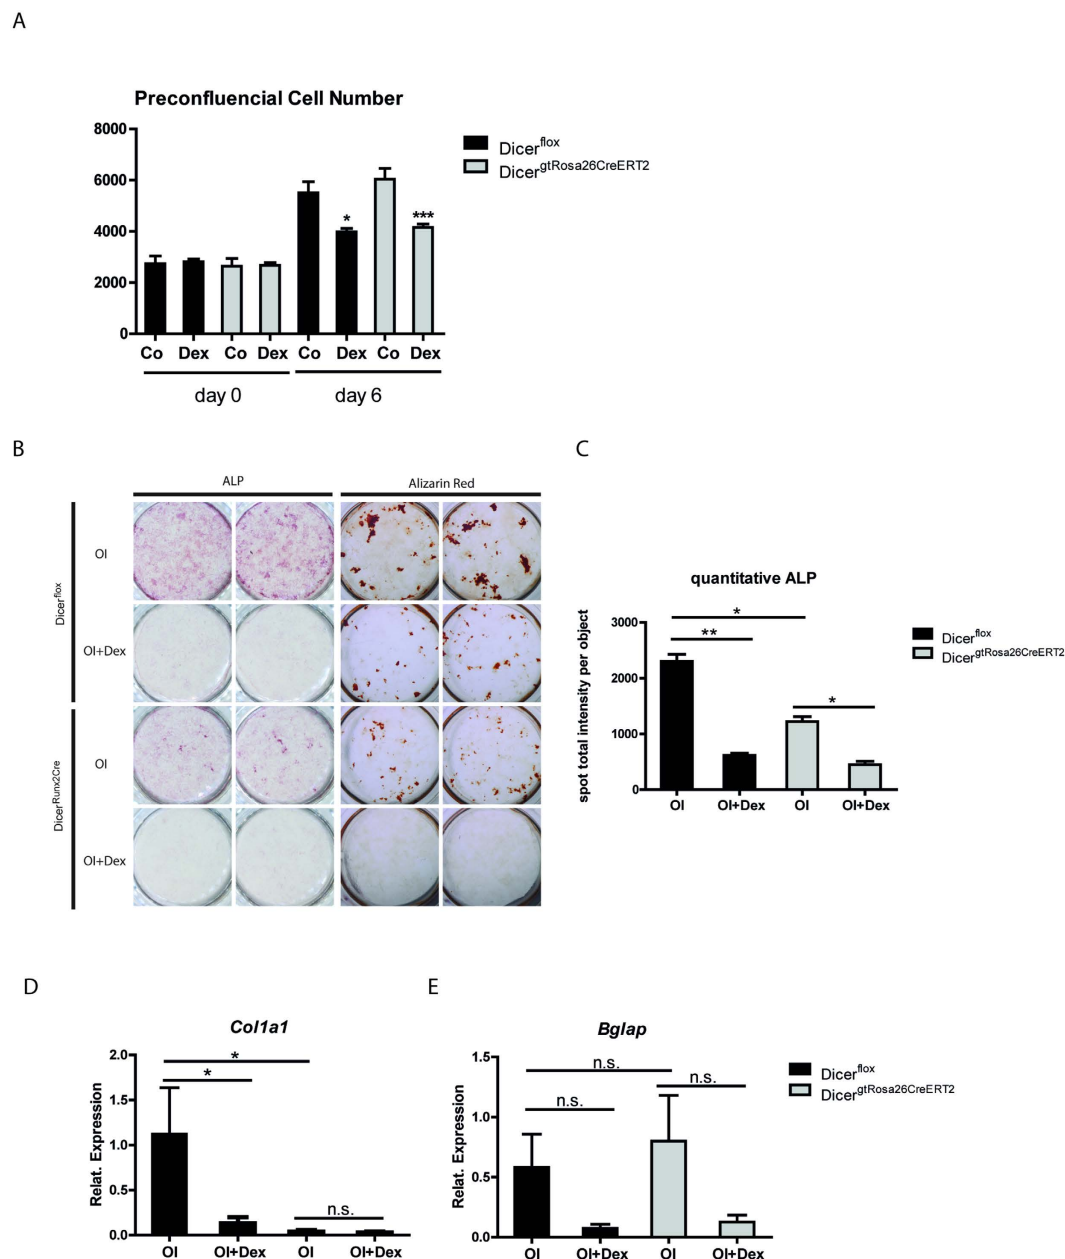 A
Preconfluencial Cell Number
8000
6000
4000
2000
0
* ***
Co Dex Co Dex Co Dex Co Dex
day 0 day 6
Dicerflox
DicergtRosa26CreERT2
B
ALP Alizarin Red
Dicerflox
OI
OI+Dex
DicerRunx2Cre
OI
OI+Dex
C
quantitative ALP
spot total intensity per object
3000
2000
1000
0
*
**
*
OI OI+Dex OI OI+Dex
Dicerflox
DicergtRosa26CreERT2
D
Col1a1
Relat. Expression
2.0
1.5
1.0
0.5
0.0
*
*
n.s.
OI OI+Dex OI OI+Dex
E
Bglap
Relat. Expression
1.5
1.0
0.5
0.0
n.s.
n.s.
n.s.
OI OI+Dex OI OI+Dex
Dicerflox
DicergtRosa26CreERT2